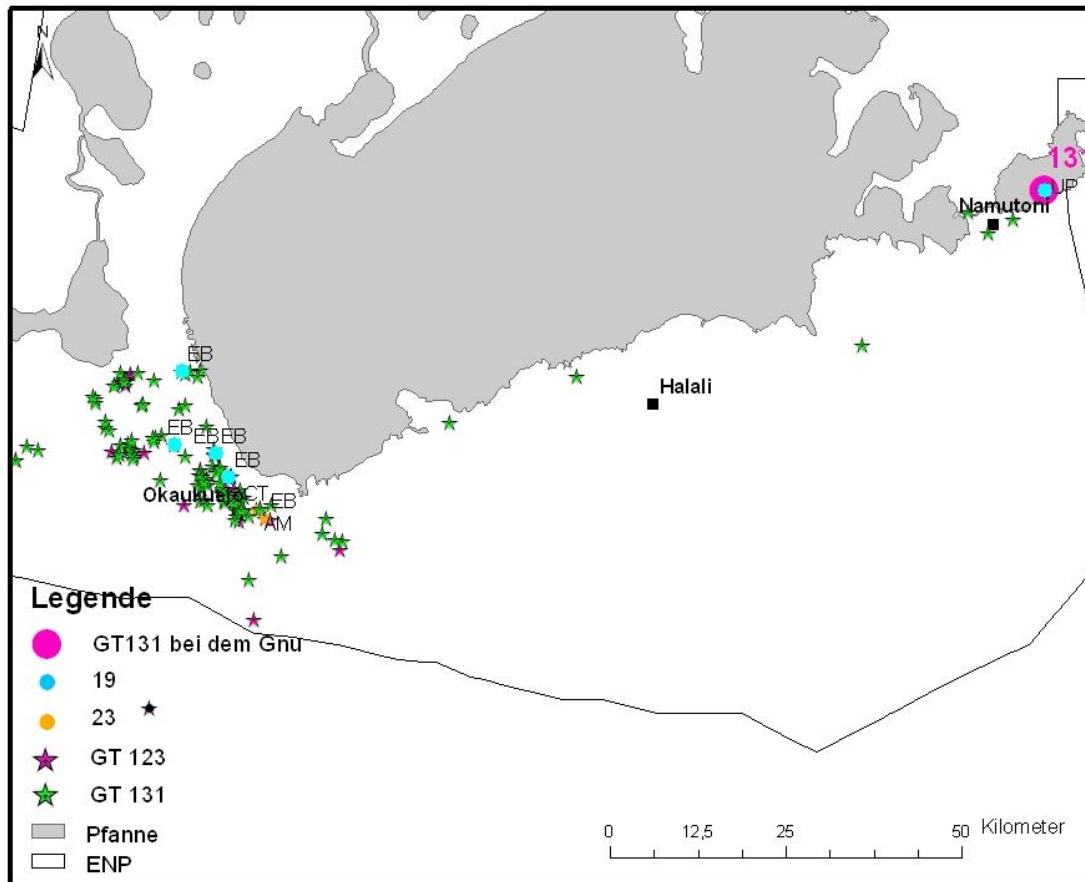 N
131
UP
Namutoni
EB
Halali
EB
EB
EB
EB
Okaukuejo
CT
EB
AM
Legende
GT131 bei dem Gnu
19
23
GT 123
GT 131
Pfanne
ENP
0
12,5
25
50
Kilometer